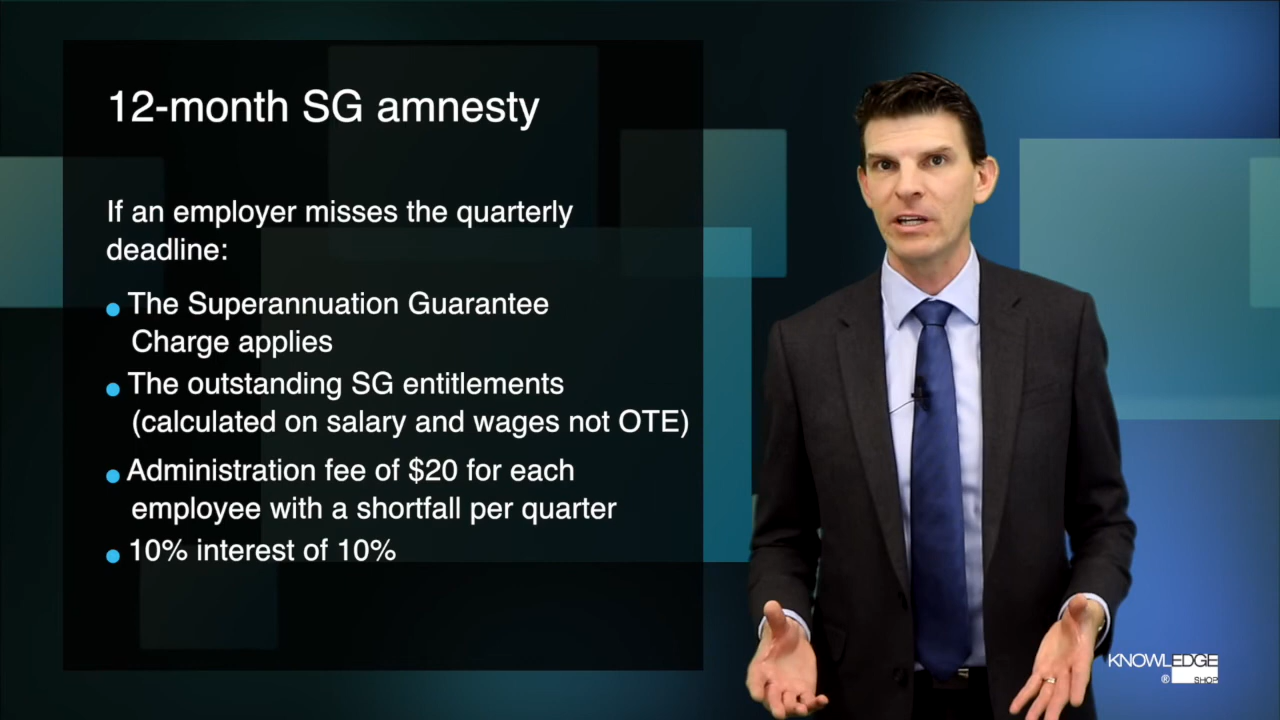 12-month SG amnesty
If an employer misses the quarterly
deadline:
The Superannuation Guarantee
Charge applies
The outstanding SG entitlements
(calculated on salary and wages not OTE)
Administration fee of $20 for each
employee with a shortfall per quarter
10% interest of 10%
KNOWLEDGE
® SHOP